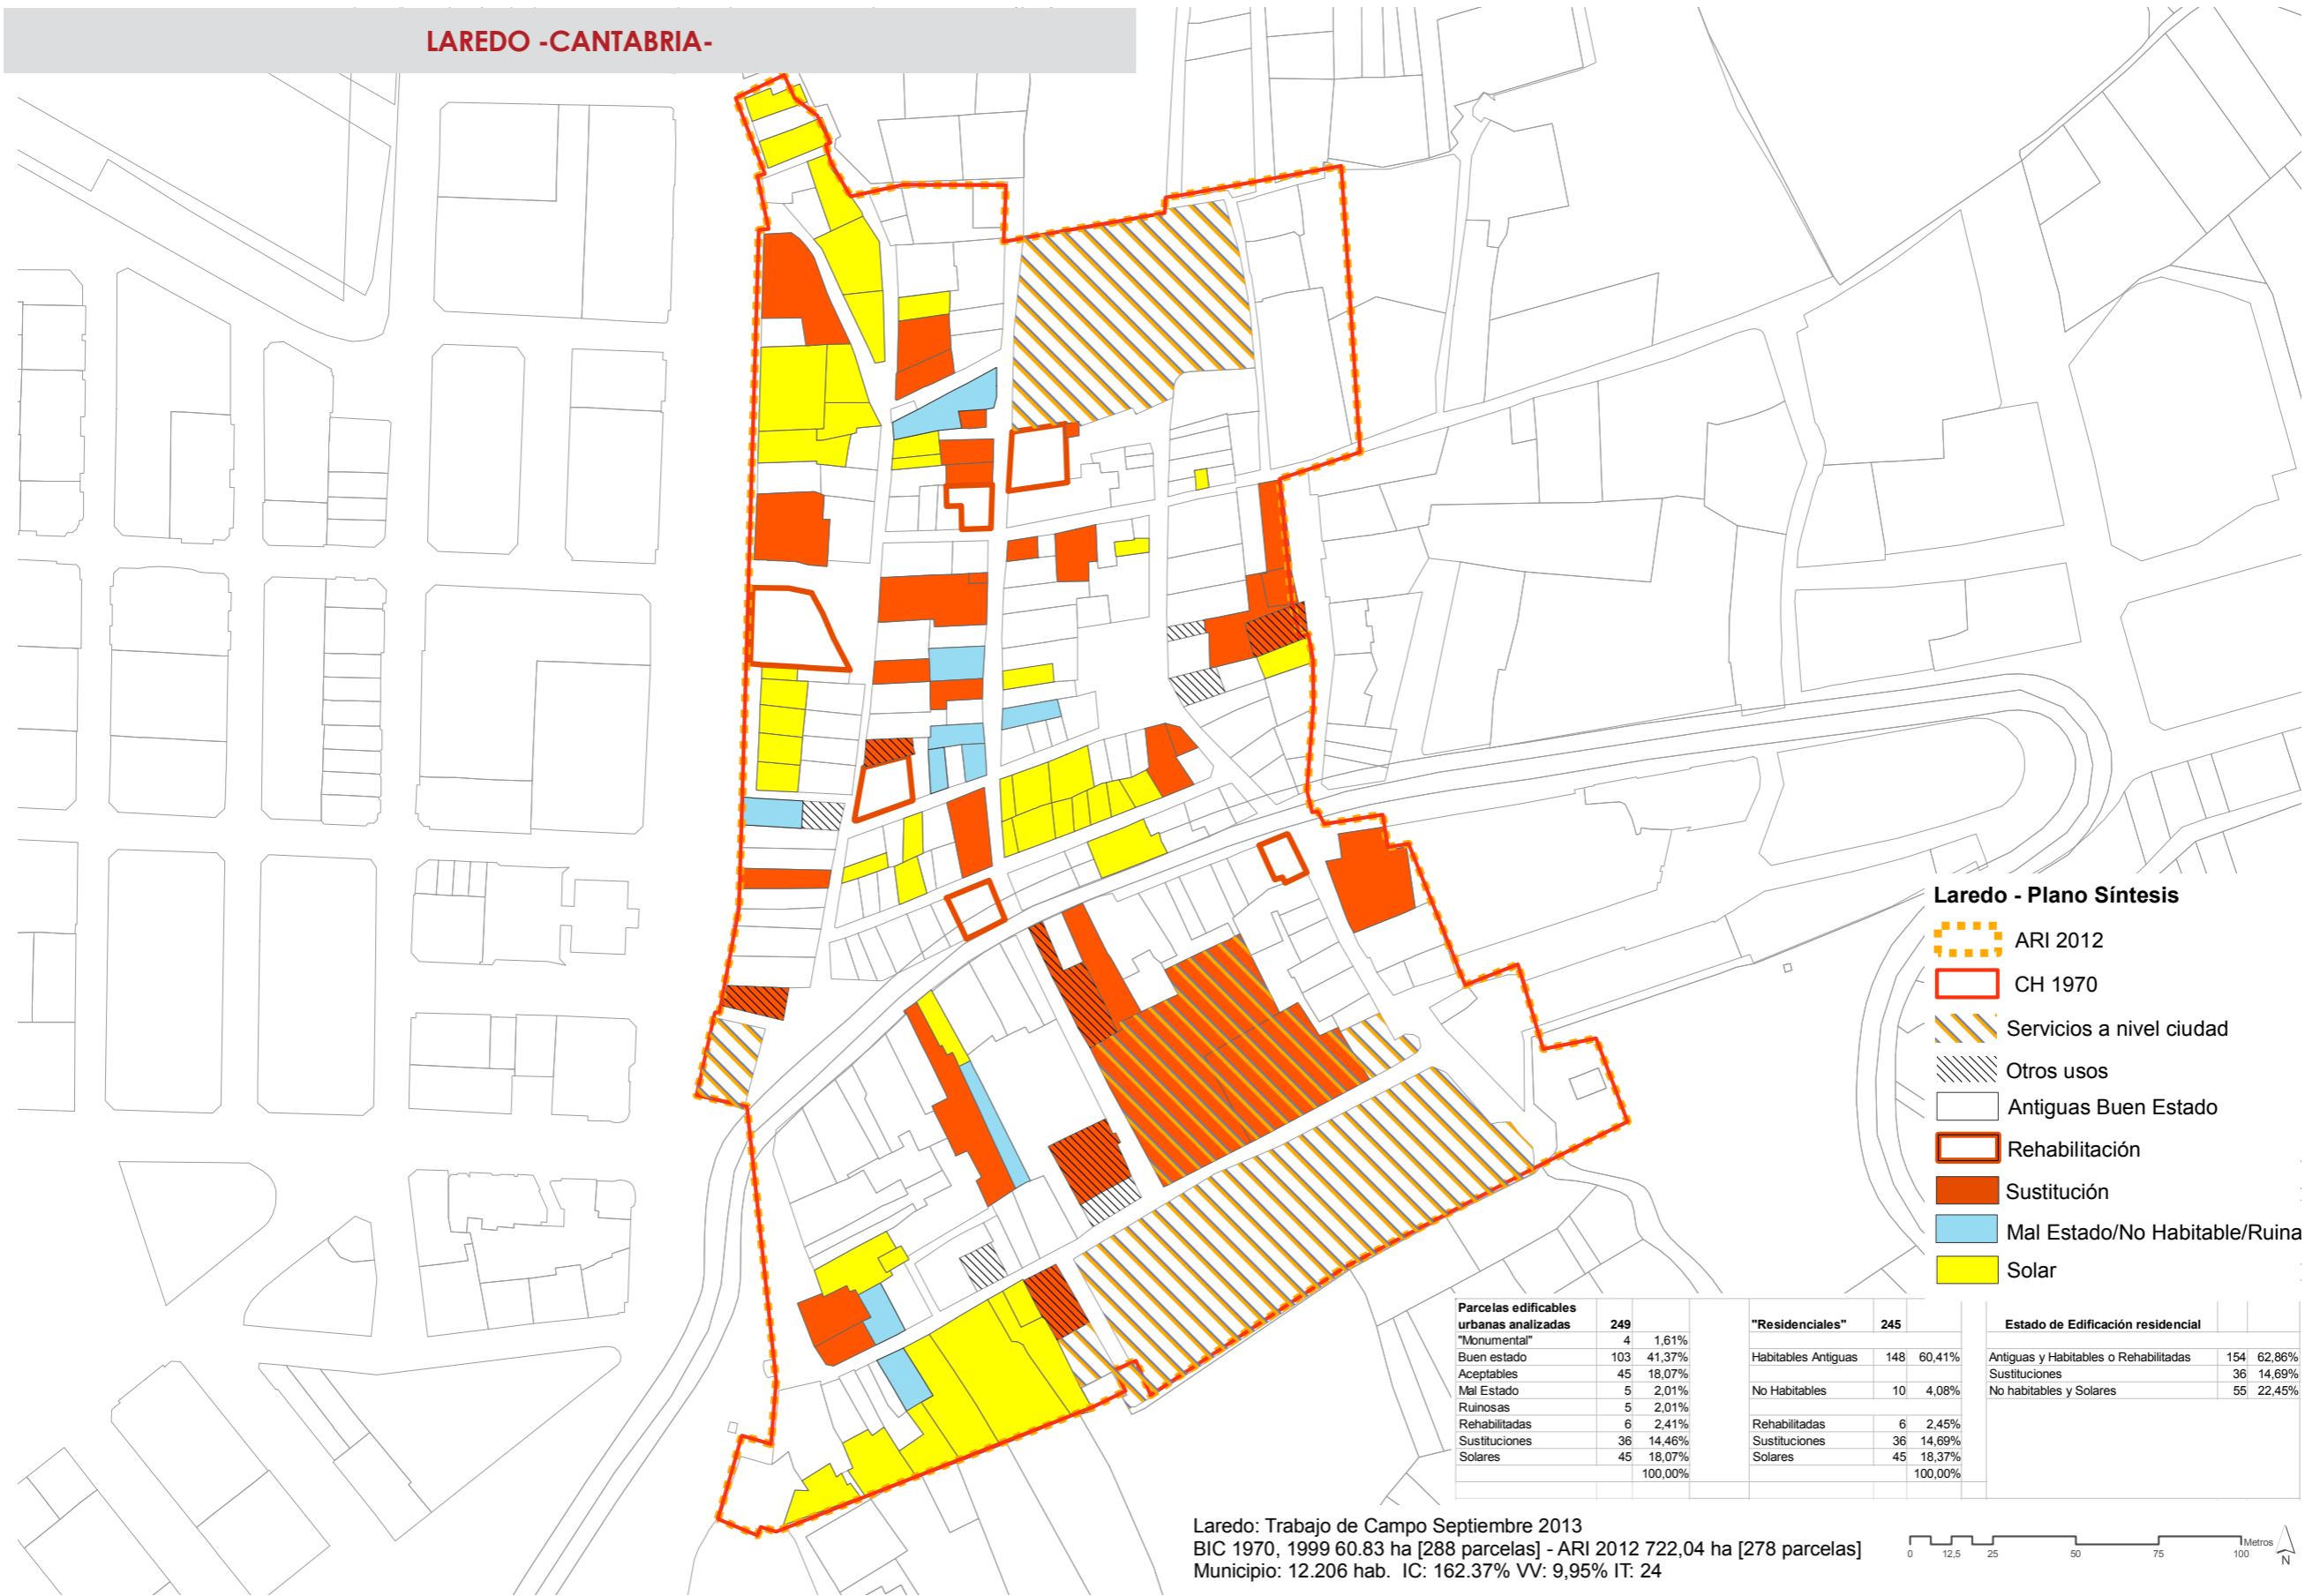 LAREDO -CANTABRIA-
Laredo - Plano Síntesis
ARI 2012
CH 1970
Servicios a nivel ciudad
Otros usos
Antiguas Buen Estado
Rehabilitación
Sustitución
Mal Estado/No Habitable/Ruina
Solar
Parcelas edificables
urbanas analizadas 249
"Monumental" 4 1,61%
Buen estado 103 41,37%
Aceptables 45 18,07%
Mal Estado 5 2,01%
Ruinosas 5 2,01%
Rehabilitadas 6 2,41%
Sustituciones 36 14,46%
Solares 45 18,07%
100,00%
"Residenciales" 245
Habitables Antiguas 148 60,41%
No Habitables 10 4,08%
Rehabilitadas 6 2,45%
Sustituciones 36 14,69%
Solares 45 18,37%
100,00%
Estado de Edificación residencial
Antiguas y Habitables o Rehabilitadas 154 62,86%
Sustituciones 36 14,69%
No habitables y Solares 55 22,45%
Laredo: Trabajo de Campo Septiembre 2013
BIC 1970, 1999 60.83 ha [288 parcelas] - ARI 2012 722,04 ha [278 parcelas]
Municipio: 12.206 hab. IC: 162.37% VV: 9,95% IT: 24
0 12,5 25 50 75 100 Metros
N